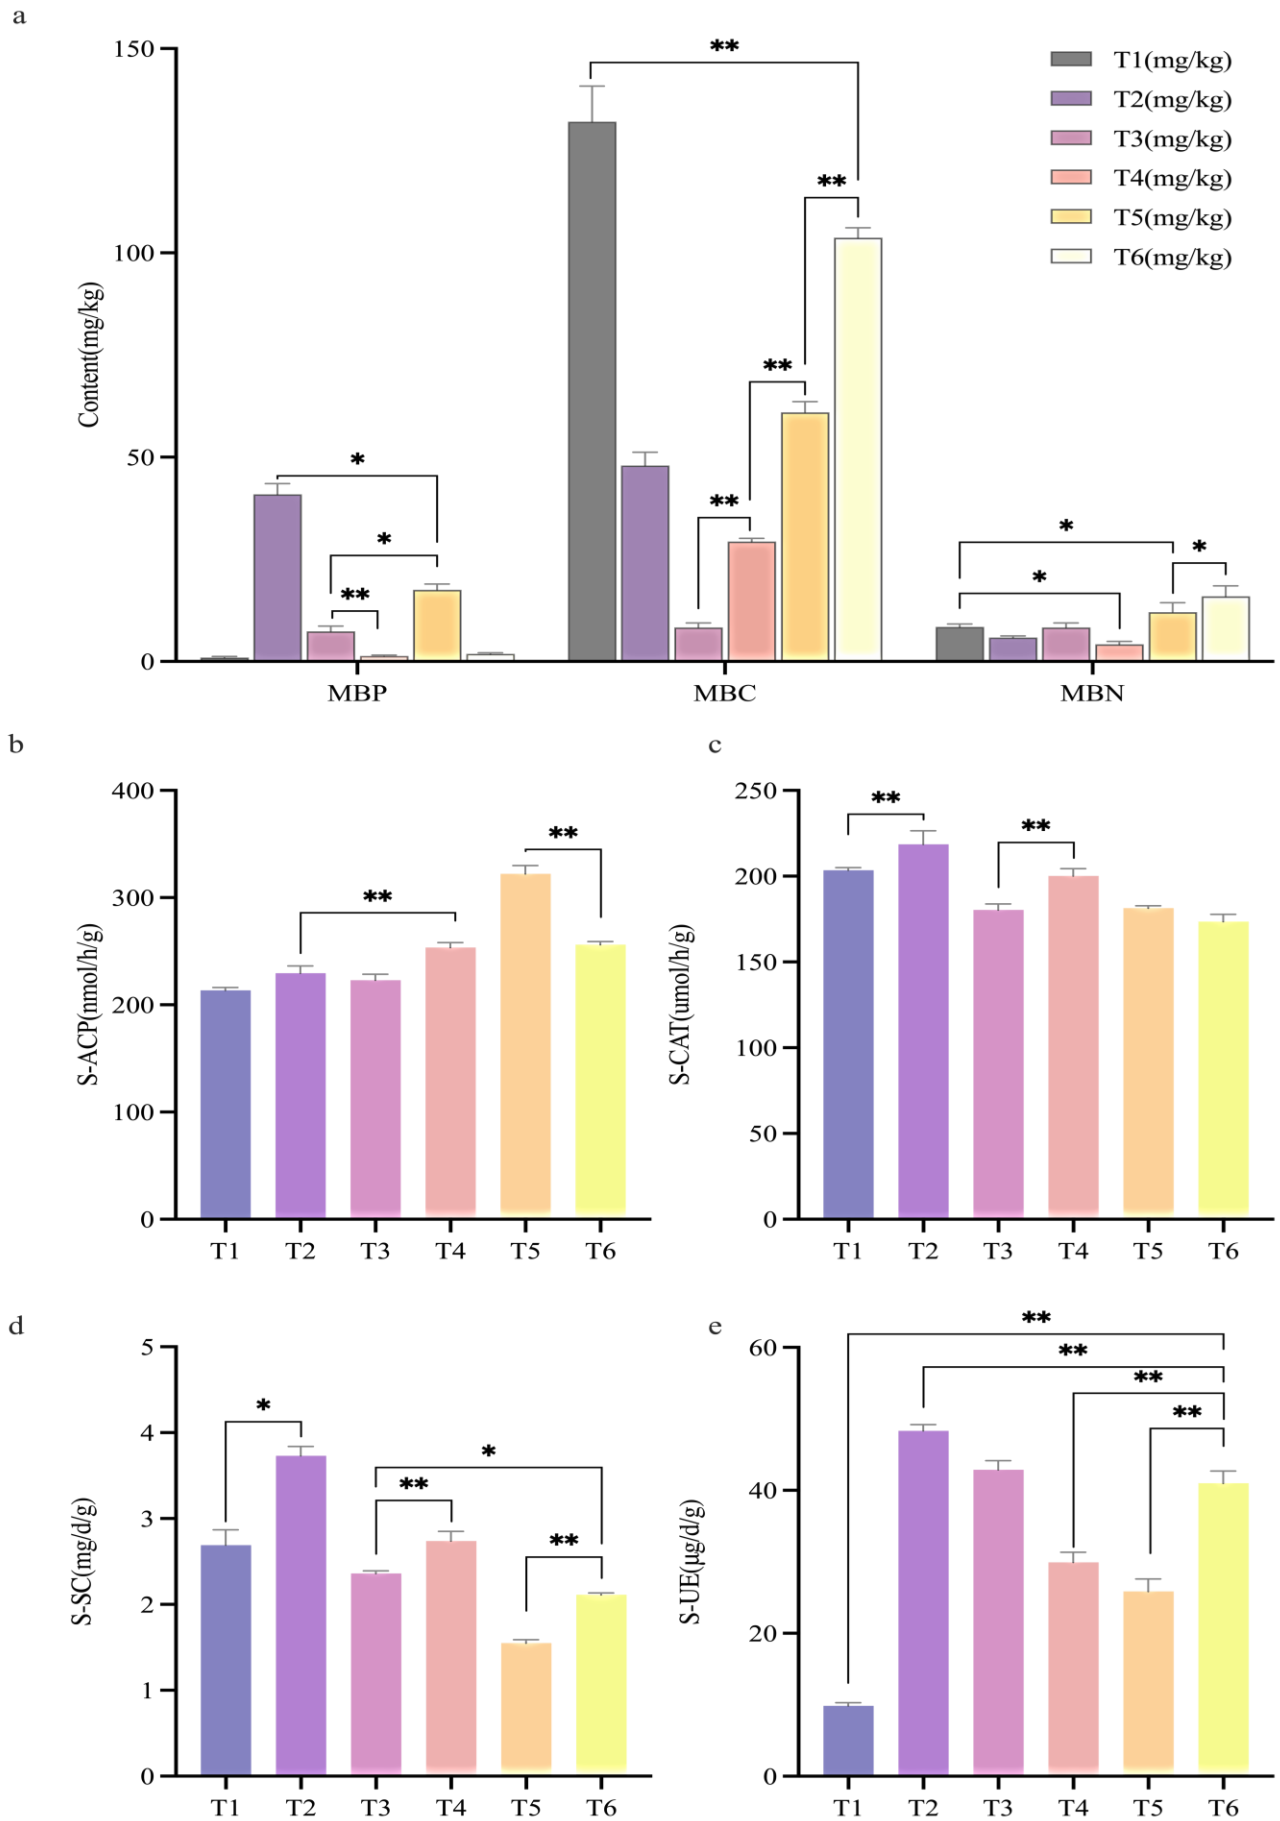 a
Content(mg/kg)
150
100
50
0
**
**
**
**
*
*
**
*
*
*
MBP
MBC
MBN
T1(mg/kg)
T2(mg/kg)
T3(mg/kg)
T4(mg/kg)
T5(mg/kg)
T6(mg/kg)
b
S-ACP(nmol/h/g)
400
300
200
100
0
**
**
T1 T2 T3 T4 T5 T6
c
S-CAT(umol/h/g)
250
200
150
100
50
0
**
**
T1 T2 T3 T4 T5 T6
d
S-SC(mg/d/g)
5
4
3
2
1
0
*
*
**
**
T1 T2 T3 T4 T5 T6
e
S-UE(µg/d/g)
60
40
20
0
**
**
**
**
T1 T2 T3 T4 T5 T6